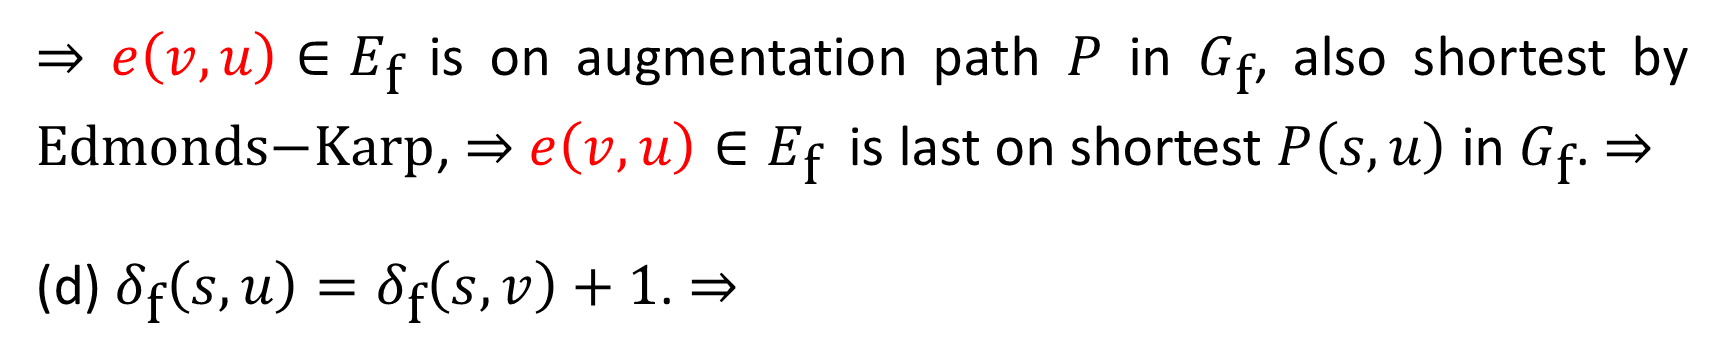 ⇒ e(v, u) ∈ E_f is on augmentation path P in G_f, also shortest by
Edmonds−Karp, ⇒ e(v, u) ∈ E_f is last on shortest P(s, u) in G_f. ⇒
(d) δ_f(s, u) = δ_f(s, v) + 1. ⇒